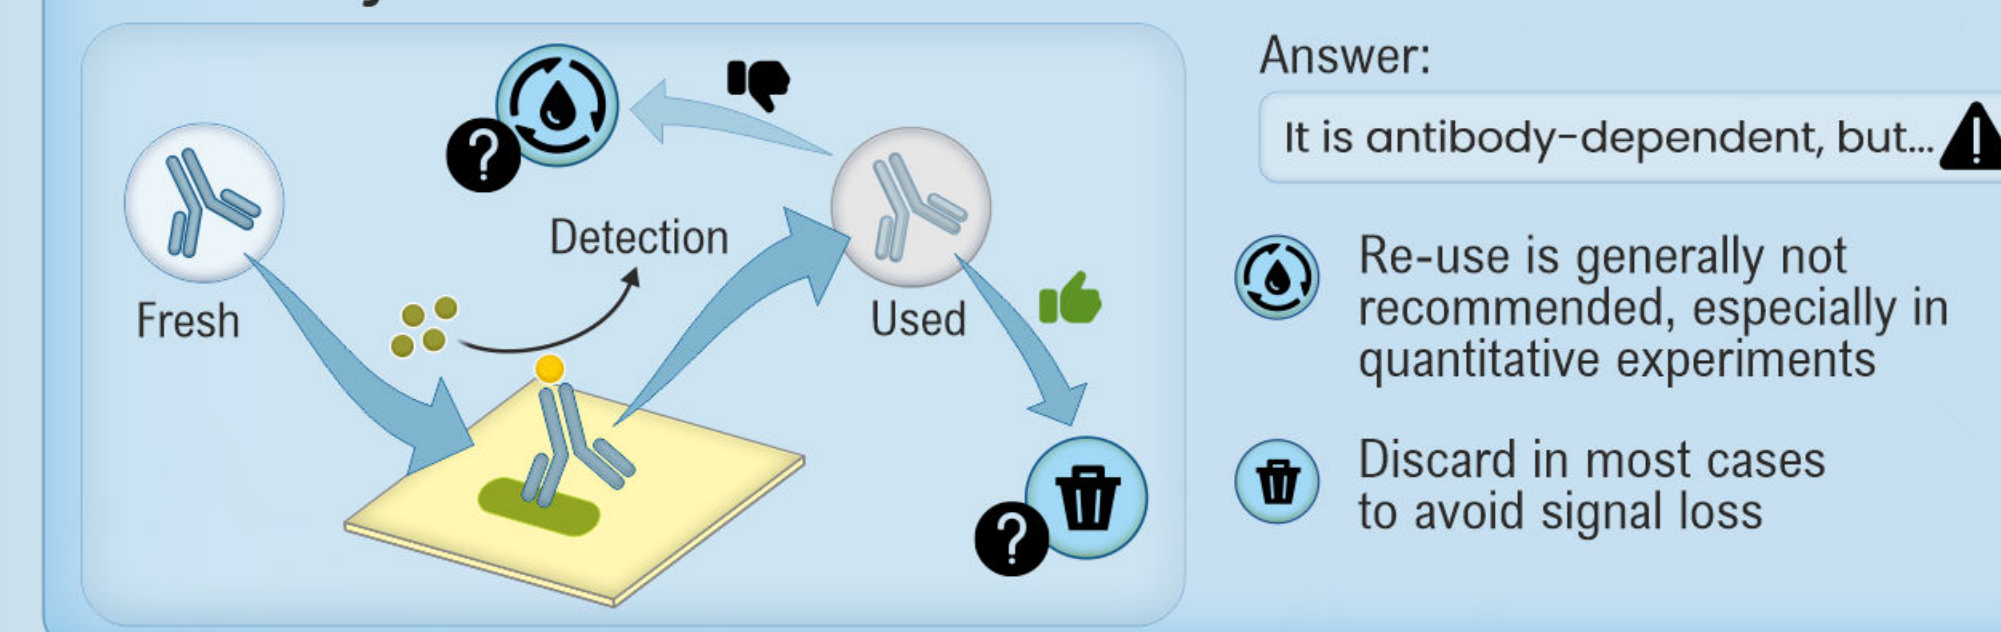 Answer:
It is antibody-dependent, but...
Detection
Fresh
Used
Re-use is generally not
recommended, especially in
quantitative experiments
Discard in most cases
to avoid signal loss